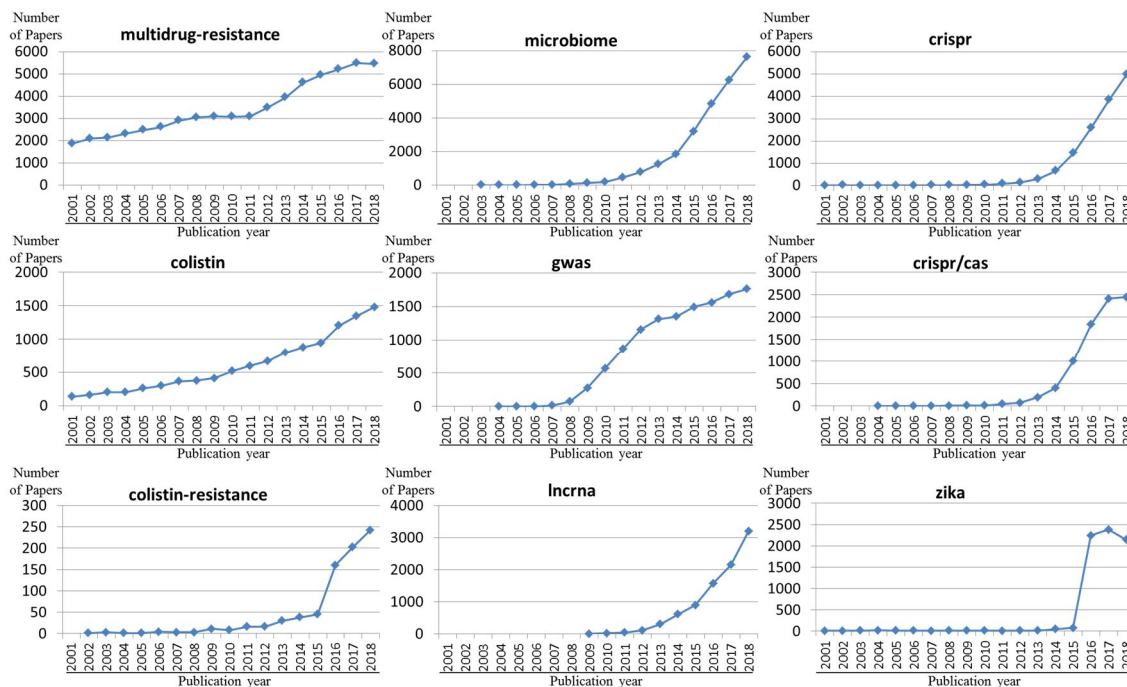 Number
of Papers
multidrug-resistance
6000
5000
4000
3000
2000
1000
0
2001 2002 2003 2004 2005 2006 2007 2008 2009 2010 2011 2012 2013 2014 2015 2016 2017 2018
Publication year
Number
of Papers
microbiome
8000
6000
4000
2000
0
2001 2002 2003 2004 2005 2006 2007 2008 2009 2010 2011 2012 2013 2014 2015 2016 2017 2018
Publication year
Number
of Papers
crispr
6000
5000
4000
3000
2000
1000
0
2001 2002 2003 2004 2005 2006 2007 2008 2009 2010 2011 2012 2013 2014 2015 2016 2017 2018
Publication year
Number
of Papers
colistin
2000
1500
1000
500
0
2001 2002 2003 2004 2005 2006 2007 2008 2009 2010 2011 2012 2013 2014 2015 2016 2017 2018
Publication year
Number
of Papers
gwas
2000
1500
1000
500
0
2001 2002 2003 2004 2005 2006 2007 2008 2009 2010 2011 2012 2013 2014 2015 2016 2017 2018
Publication year
Number
of Papers
crispr/cas
3000
2500
2000
1500
1000
500
0
2001 2002 2003 2004 2005 2006 2007 2008 2009 2010 2011 2012 2013 2014 2015 2016 2017 2018
Publication year
Number
of Papers
colistin-resistance
300
250
200
150
100
50
0
2001 2002 2003 2004 2005 2006 2007 2008 2009 2010 2011 2012 2013 2014 2015 2016 2017 2018
Publication year
Number
of Papers
lncrna
4000
3000
2000
1000
0
2001 2002 2003 2004 2005 2006 2007 2008 2009 2010 2011 2012 2013 2014 2015 2016 2017 2018
Publication year
Number
of Papers
zika
3000
2500
2000
1500
1000
500
0
2001 2002 2003 2004 2005 2006 2007 2008 2009 2010 2011 2012 2013 2014 2015 2016 2017 2018
Publication year